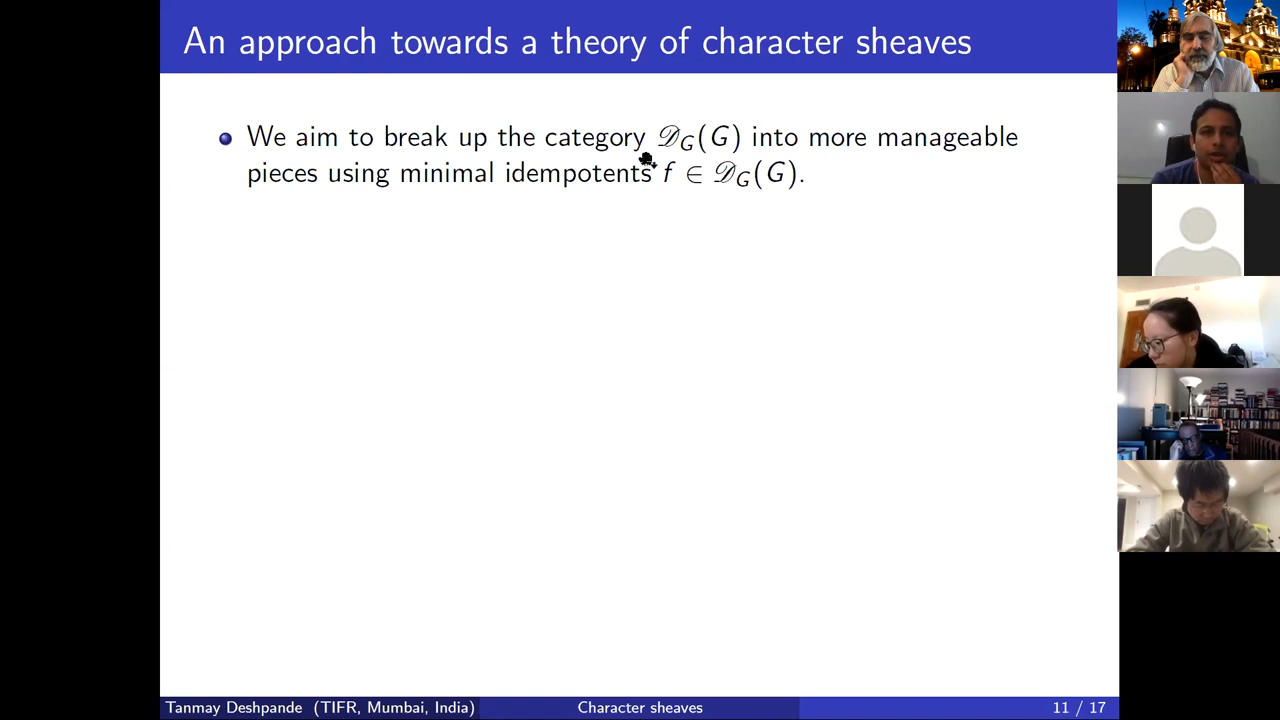 An approach towards a theory of character sheaves
We aim to break up the category 𝒟_G(G) into more manageable
pieces using minimal idempotents f ∈ 𝒟_G(G).
Tanmay Deshpande (TIFR, Mumbai, India) Character sheaves 11 / 17